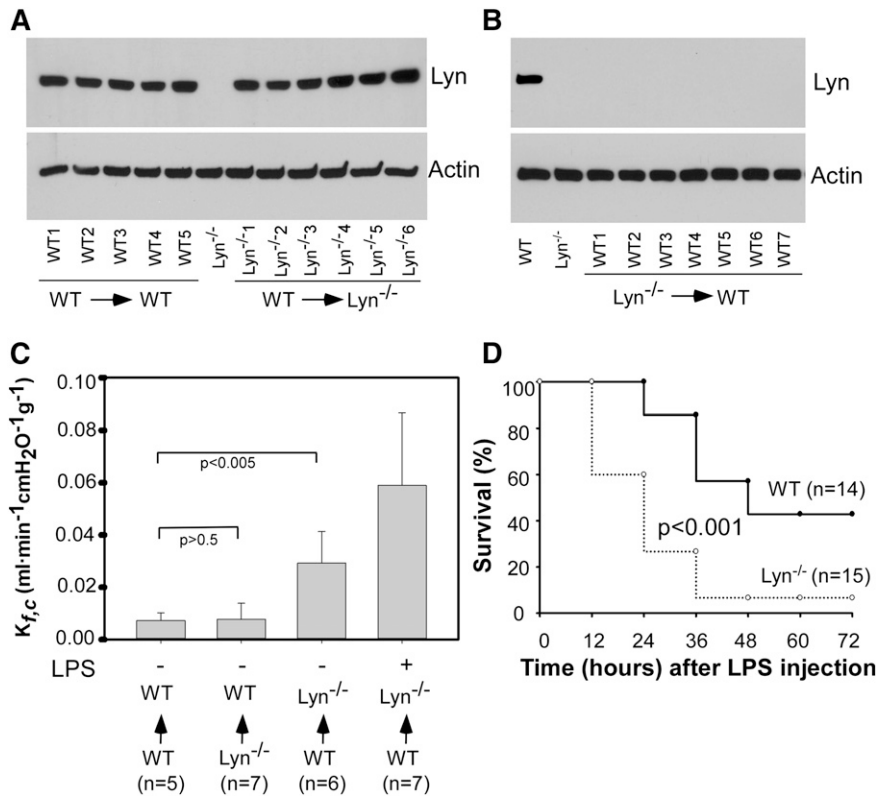 A
Lyn
Actin
WT1 WT2 WT3 WT4 WT5 Lyn-/- Lyn-/-1 Lyn-/-2 Lyn-/-3 Lyn-/-4 Lyn-/-5 Lyn-/-6
WT → WT WT → Lyn-/-
B
Lyn
Actin
WT Lyn-/- WT1 WT2 WT3 WT4 WT5 WT6 WT7
Lyn-/- → WT
C
Kf,c (ml·min-1cmH2O-1g-1)
0.10
0.08
0.06
0.04
0.02
0.00
p<0.005
p>0.5
LPS - - - +
WT WT Lyn-/- Lyn-/-
WT Lyn-/- WT WT
(n=5) (n=7) (n=6) (n=7)
D
Survival (%)
100
80
60
40
20
0
WT (n=14)
p<0.001
Lyn-/- (n=15)
0 12 24 36 48 60 72
Time (hours) after LPS injection